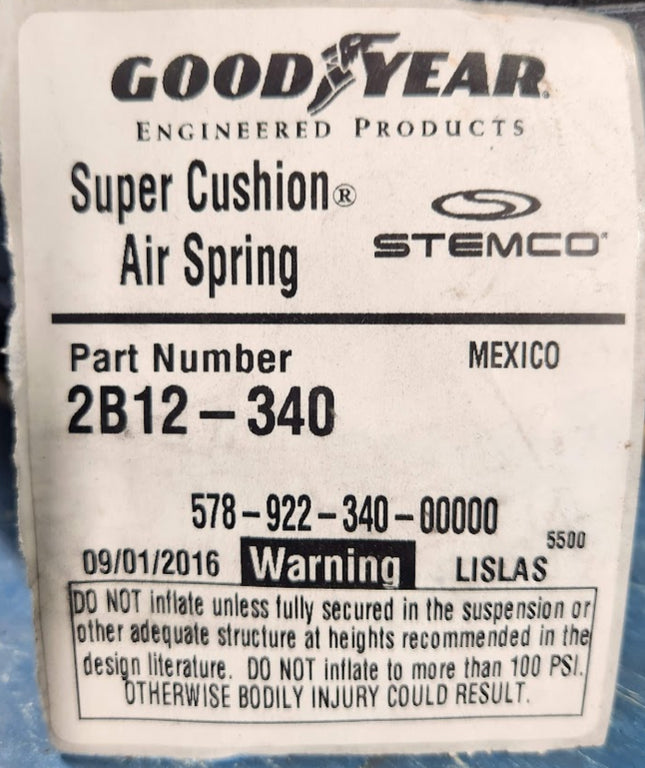 GOOD YEAR®
ENGINEERED PRODUCTS
Super Cushion®
Air Spring
STEMCO®
Part Number
MEXICO
2B12-340
578-922-340-00000
5500
09/01/2016 Warning LISLAS
DO NOT inflate unless fully secured in the suspension or
other adequate structure at heights recommended in the
design literature. DO NOT inflate to more than 100 PSI.
OTHERWISE BODILY INJURY COULD RESULT.